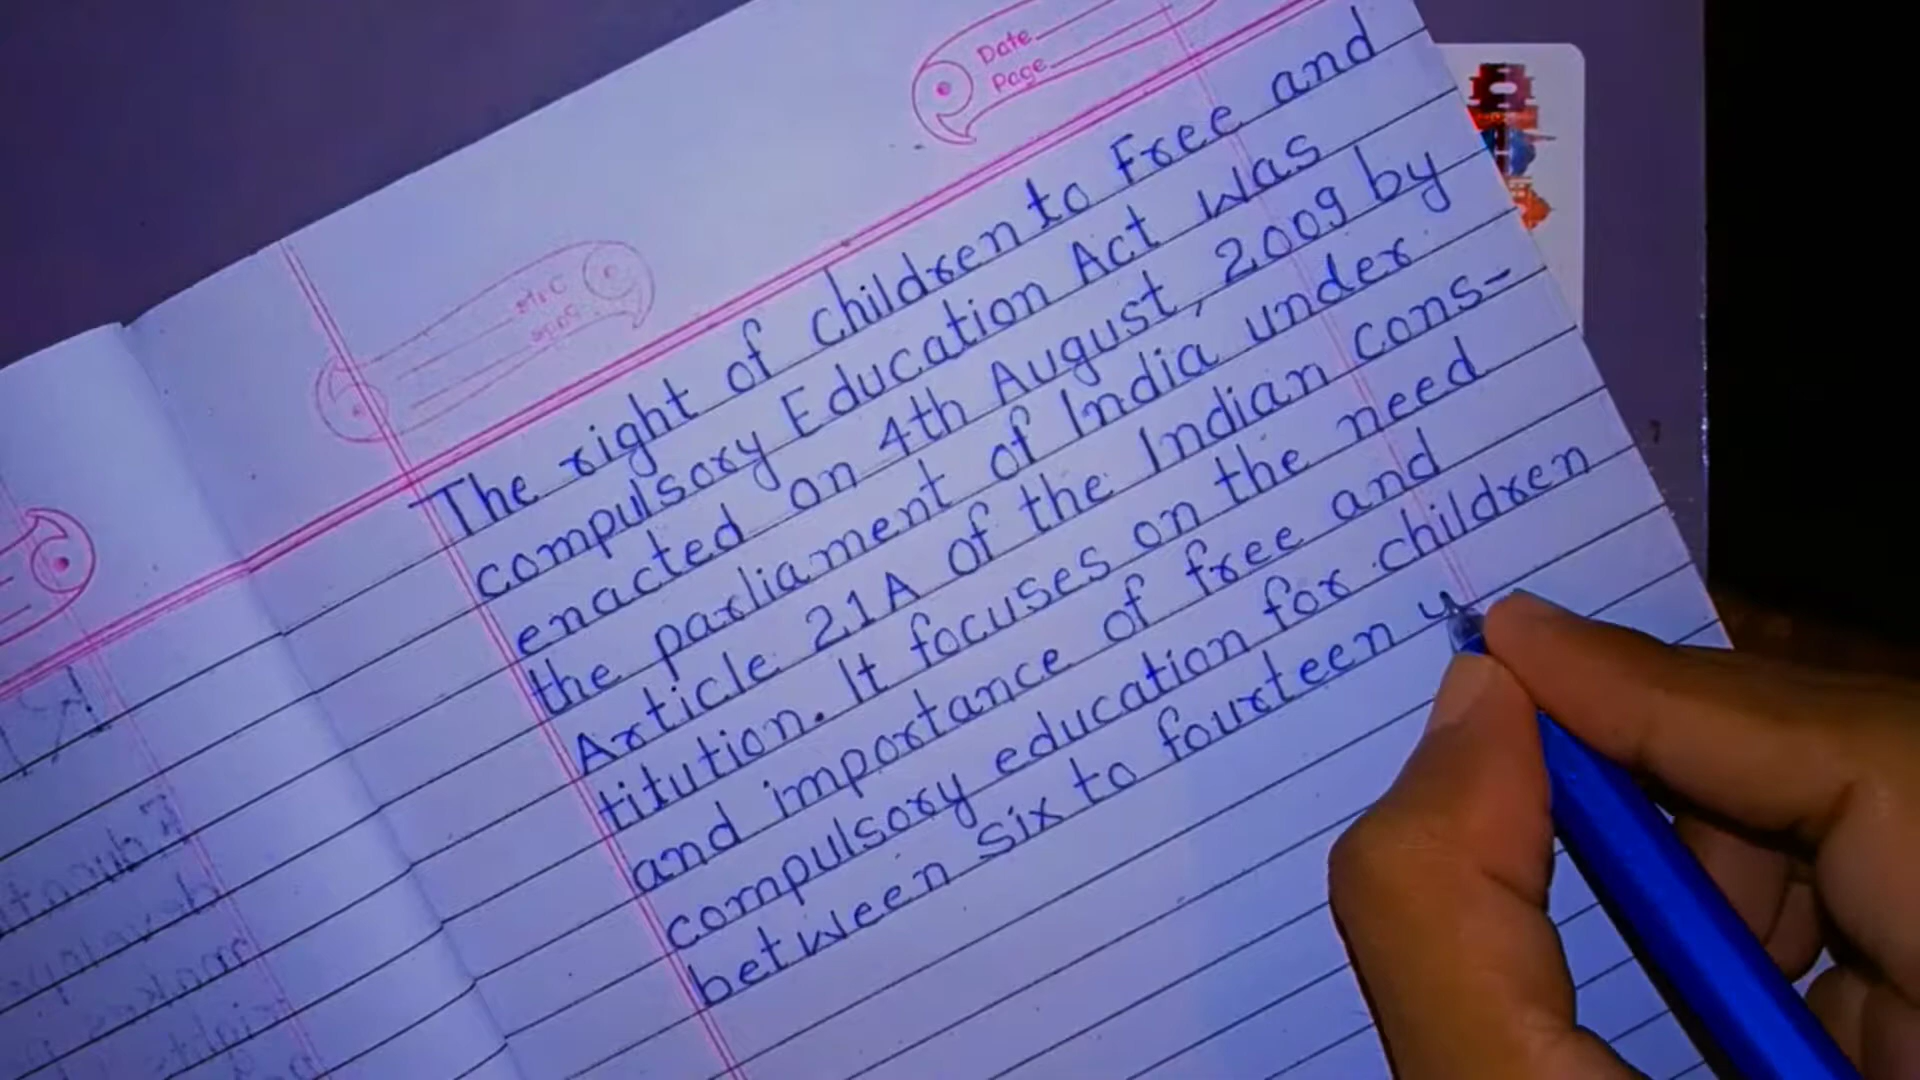 Date
Page
The right of children to Free and
compulsory Education Act was
enacted on 4th August, 2009 by
the parliament of India under
Article 21A of the Indian cons-
titution. It focuses on the need
and importance of free and
compulsory education for children
between six to fourteen y